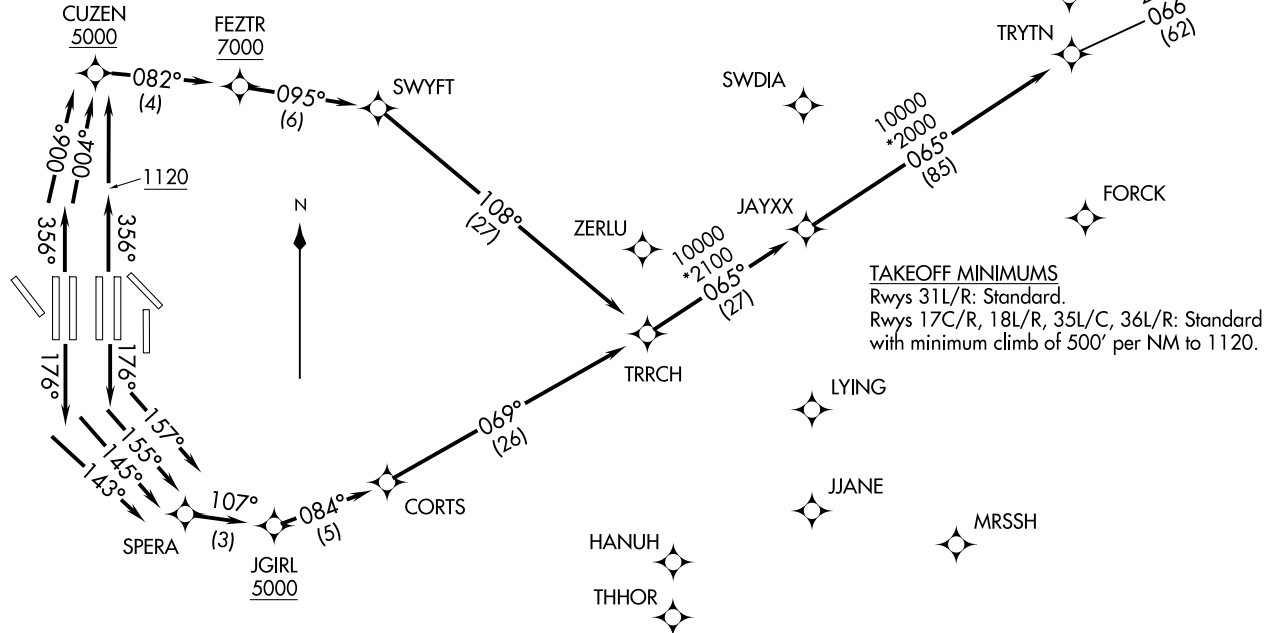 CUZEN
5000
FEZTR
7000
082°
(4)
095°
(6)
SWYFT
006°
004°
1120
356°
356°
N
108°
(27)
SWDIA
TRYTN
066
(62)
10000
*2000
065°
(85)
FORCK
ZERLU
JAYXX
10000
*2100
065°
(27)
TRRCH
TAKEOFF MINIMUMS
Rwys 31L/R: Standard.
Rwys 17C/R, 18L/R, 35L/C, 36L/R: Standard
with minimum climb of 500' per NM to 1120.
176°
176°
157°
155°
145°
143°
SPERA
107°
(3)
JGIRL
5000
084°
(5)
CORTS
069°
(26)
LYING
JJANE
MRSSH
HANUH
THHOR